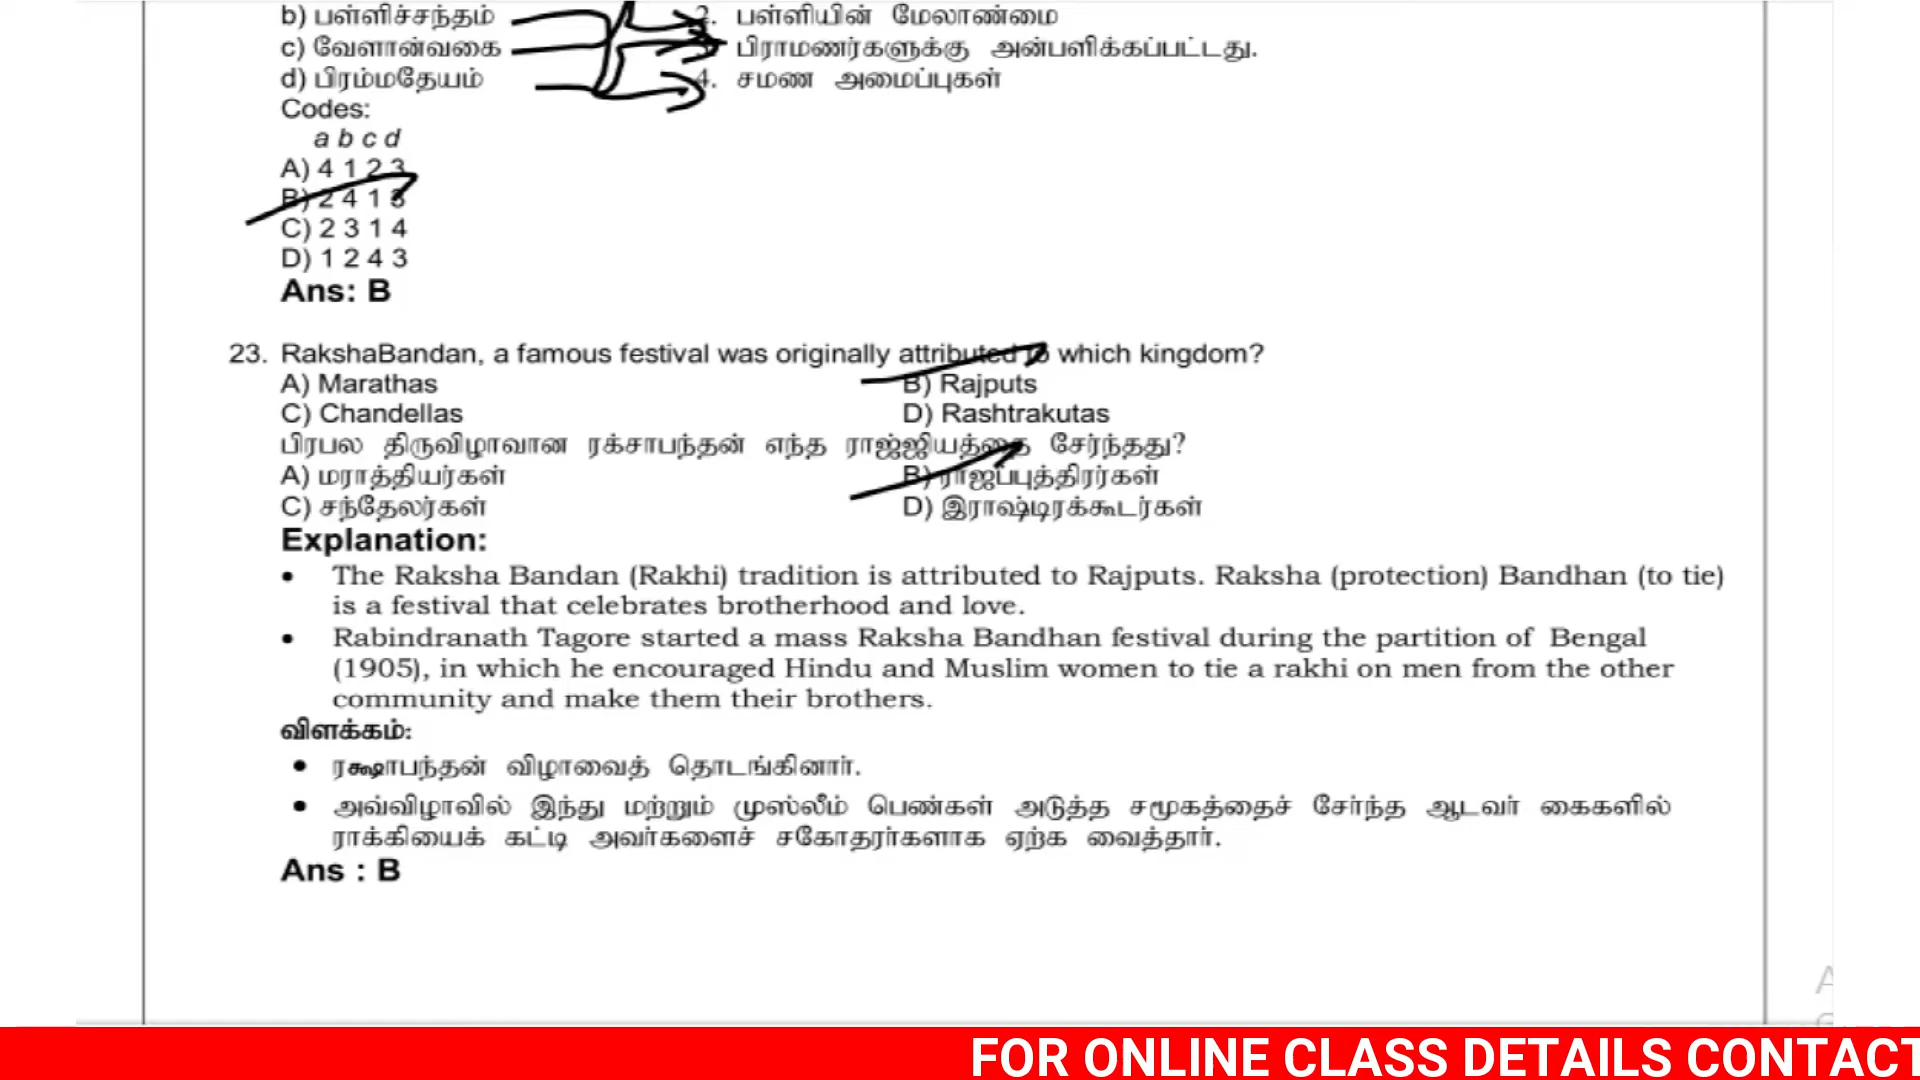 b) பள்ளிச்சந்தம் 2. பள்ளியின் மேலாண்மை
c) வேளான்வகை 3. பிராமணர்களுக்கு அன்பளிக்கப்பட்டது.
d) பிரம்மதேயம் 4. சமண அமைப்புகள்
Codes:
a b c d
A) 4 1 2 3
B) 2 4 1 3
C) 2 3 1 4
D) 1 2 4 3
Ans: B
23. RakshaBandan, a famous festival was originally attributed to which kingdom?
A) Marathas B) Rajputs
C) Chandellas D) Rashtrakutas
பிரபல திருவிழாவான ரக்சாபந்தன் எந்த ராஜ்ஜியத்தை சேர்ந்தது?
A) மராத்தியர்கள் B) ராஜப்புத்திரர்கள்
C) சந்தேலர்கள் D) இராஷ்டிரக்கூடர்கள்
Explanation:
• The Raksha Bandan (Rakhi) tradition is attributed to Rajputs. Raksha (protection) Bandhan (to tie)
is a festival that celebrates brotherhood and love.
• Rabindranath Tagore started a mass Raksha Bandhan festival during the partition of Bengal
(1905), in which he encouraged Hindu and Muslim women to tie a rakhi on men from the other
community and make them their brothers.
விளக்கம்:
• ரக்ஷாபந்தன் விழாவைத் தொடங்கினார்.
• அவ்விழாவில் இந்து மற்றும் முஸ்லீம் பெண்கள் அடுத்த சமூகத்தைச் சேர்ந்த ஆடவர் கைகளில்
ராக்கியைக் கட்டி அவர்களைச் சகோதரர்களாக ஏற்க வைத்தார்.
Ans : B
FOR ONLINE CLASS DETAILS CONTACT